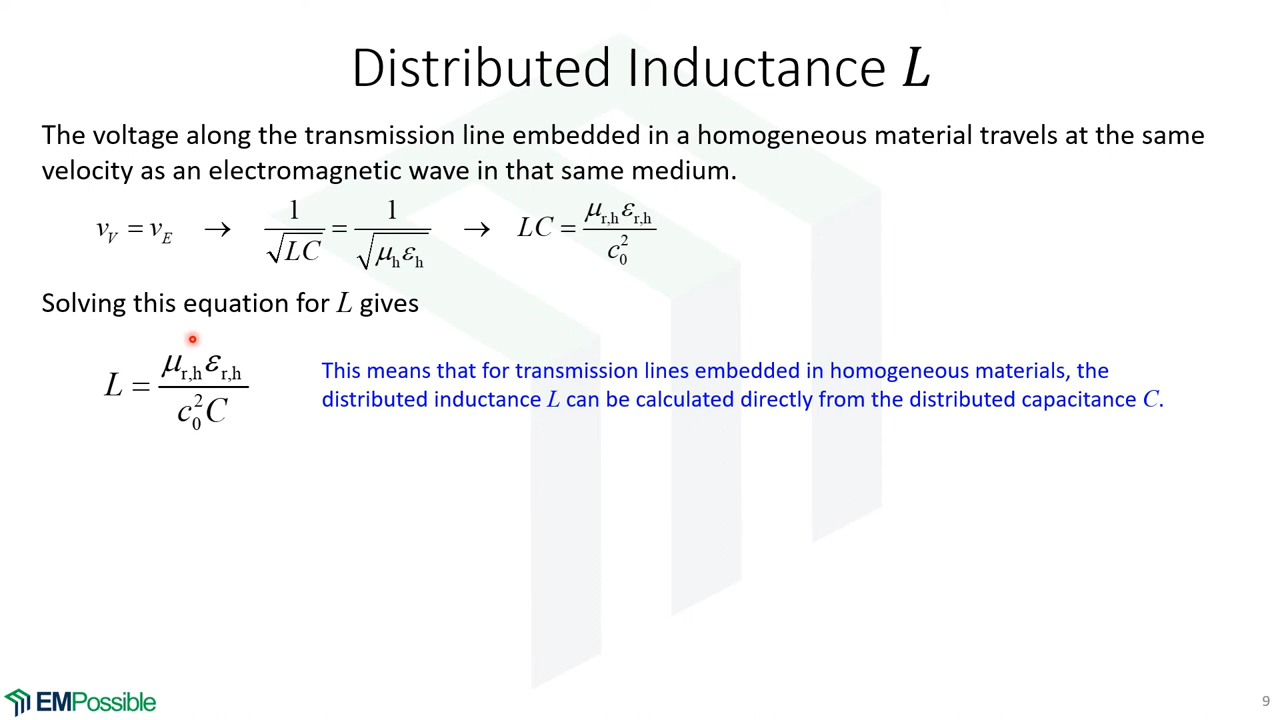 Distributed Inductance L
The voltage along the transmission line embedded in a homogeneous material travels at the same
velocity as an electromagnetic wave in that same medium.
v_V = v_E → 1/√(LC) = 1/√(μ_h ε_h) → LC = μ_r,h ε_r,h / c_0^2
Solving this equation for L gives
L = μ_r,h ε_r,h / (c_0^2 C)
This means that for transmission lines embedded in homogeneous materials, the
distributed inductance L can be calculated directly from the distributed capacitance C.
EMPossible
9